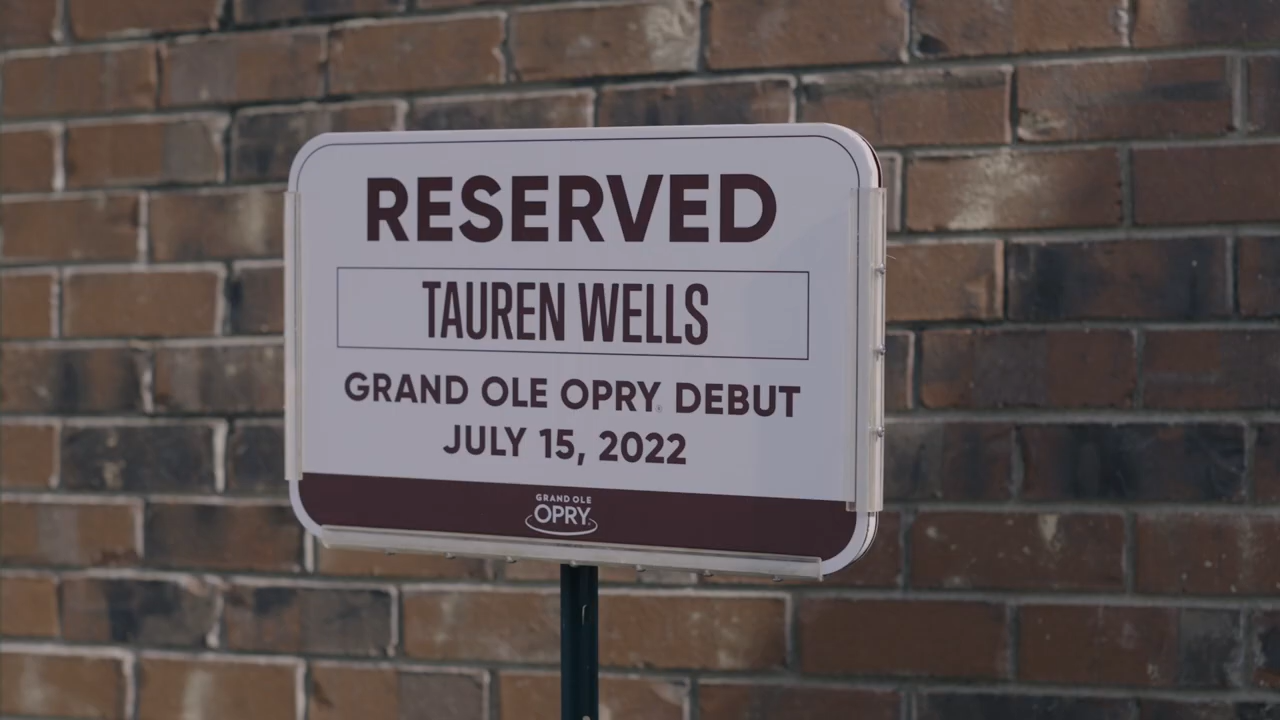 RESERVED
TAUREN WELLS
GRAND OLE OPRY® DEBUT
JULY 15, 2022
GRAND OLE
OPRY